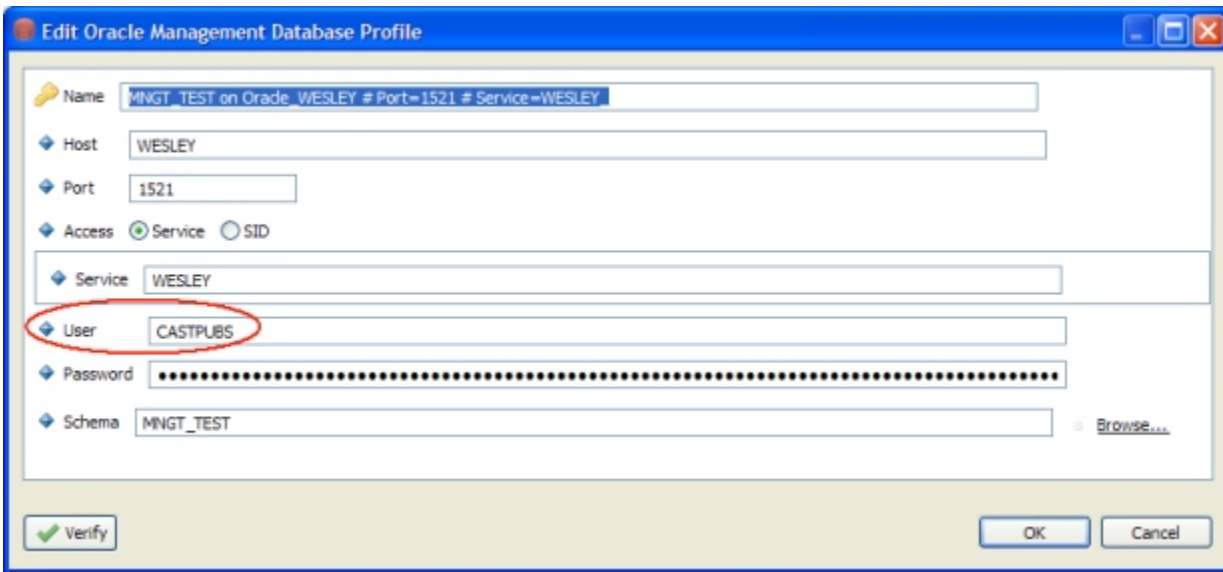 Edit Oracle Management Database Profile
Name MNGT_TEST on Oracle_WESLEY # Port=1521 # Service=WESLEY_
Host WESLEY
Port 1521
Access Service SID
Service WESLEY
User CASTPUBS
Password ••••••••••••••••••••••••••••••••••••••••••••••••••••••••••••••••••••••
Schema MNGT_TEST Browse...
Verify OK Cancel